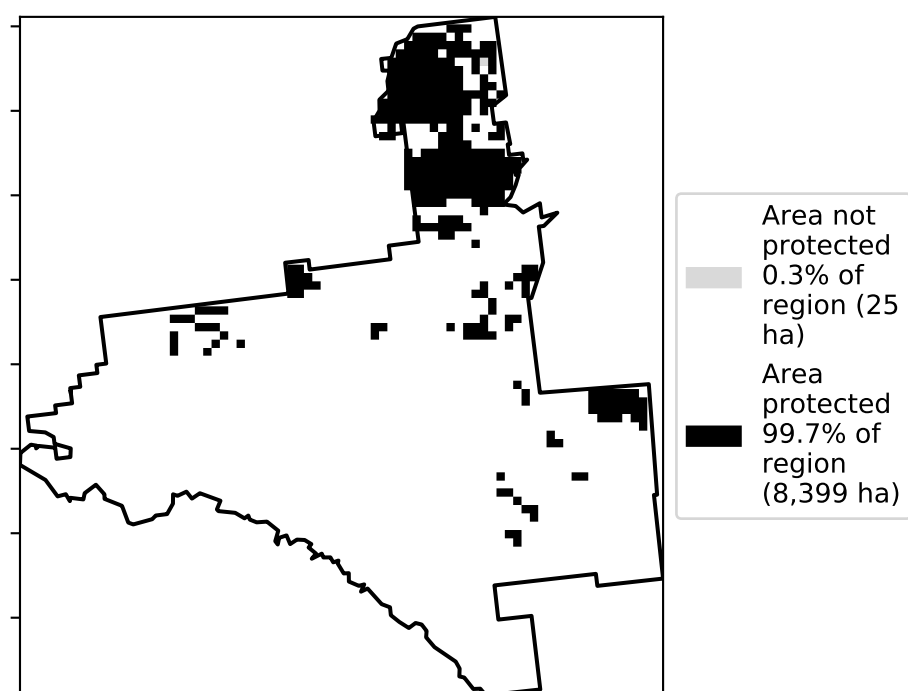 Area not
protected
0.3% of
region (25
ha)
Area
protected
99.7% of
region
(8,399 ha)